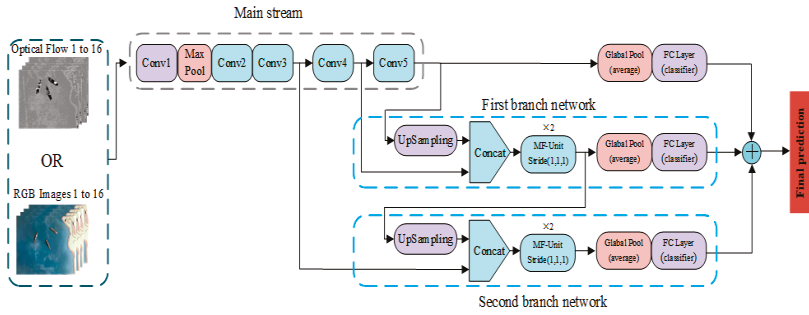 Main stream
Optical Flow 1 to 16
OR
RGB Images 1 to 16
Conv1
Max
Pool
Conv2
Conv3
Conv4
Conv5
Global Pool
(average)
FC Layer
(classifier)
First branch network
UpSampling
Concat
×2
MF-Unit
Stride(1,1,1)
Global Pool
(average)
FC Layer
(classifier)
UpSampling
Concat
×2
MF-Unit
Stride(1,1,1)
Global Pool
(average)
FC Layer
(classifier)
Second branch network
+
Final prediction